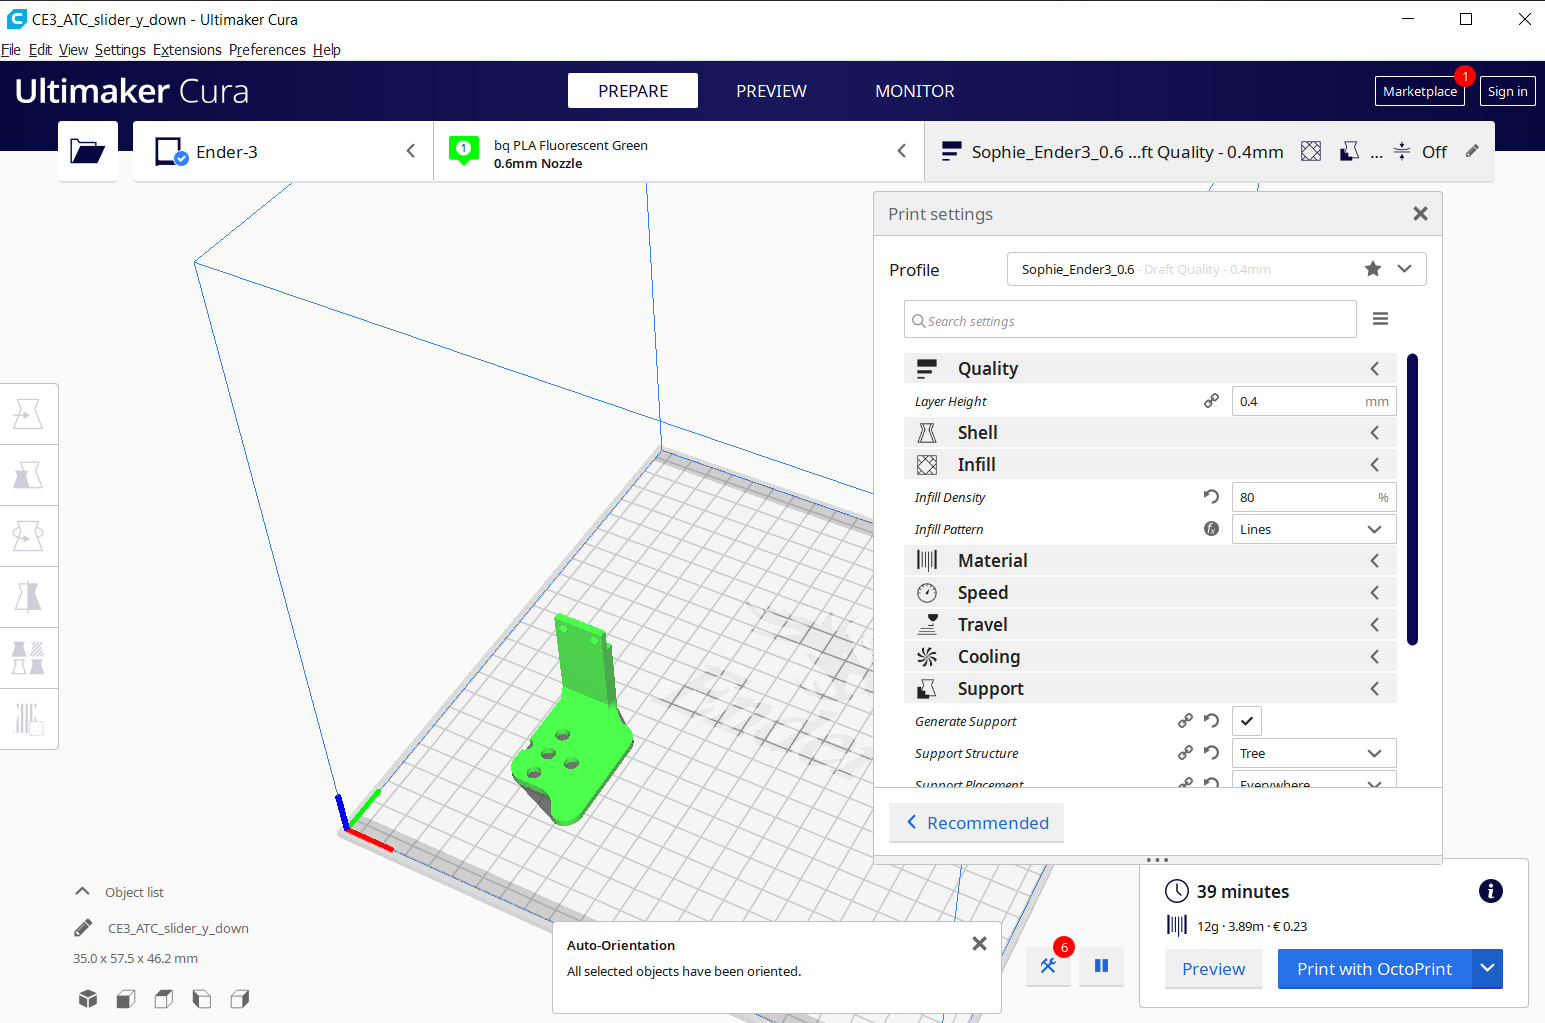 CE3_ATC_slider_y_down - Ultimaker Cura
File Edit View Settings Extensions Preferences Help
Ultimaker Cura
PREPARE
PREVIEW
MONITOR
Marketplace
1
Sign in
Ender-3
1
bq PLA Fluorescent Green
0.6mm Nozzle
Sophie_Ender3_0.6 ...ft Quality - 0.4mm
...
Off
Print settings
Profile
Sophie_Ender3_0.6 - Draft Quality - 0.4mm
Search settings
Quality
Layer Height
0.4 mm
Shell
Infill
Infill Density
80 %
Infill Pattern
Lines
Material
Speed
Travel
Cooling
Support
Generate Support
Support Structure
Tree
Support Placement
Everywhere
Recommended
Object list
CE3_ATC_slider_y_down
35.0 x 57.5 x 46.2 mm
Auto-Orientation
All selected objects have been oriented.
6
39 minutes
12g · 3.89m · € 0.23
Preview
Print with OctoPrint